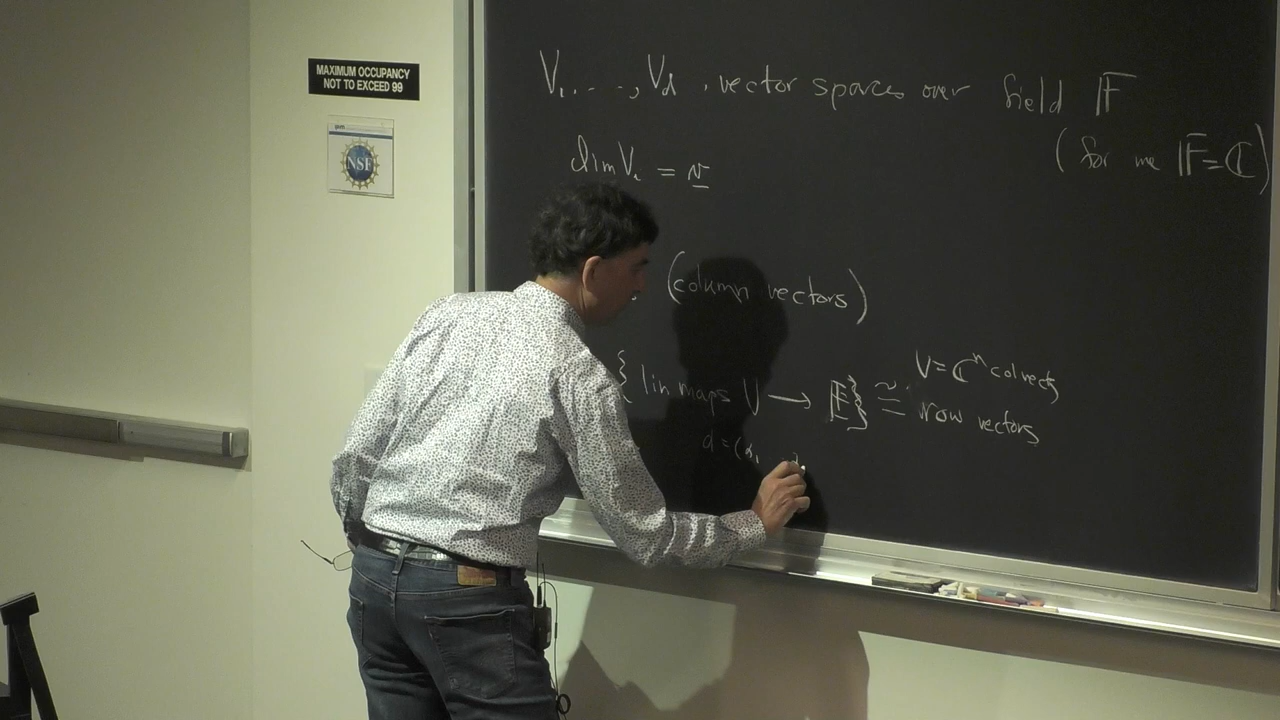 MAXIMUM OCCUPANCY
NOT TO EXCEED 99
NSF
V₁, ..., V_d, vector spaces over field 𝔽
(for me 𝔽=ℂ)
dim Vᵢ = v
(column vectors)
{ lin maps V → 𝔽 } ≅ row vectors
V=ℂⁿ col vects
α = (α₁